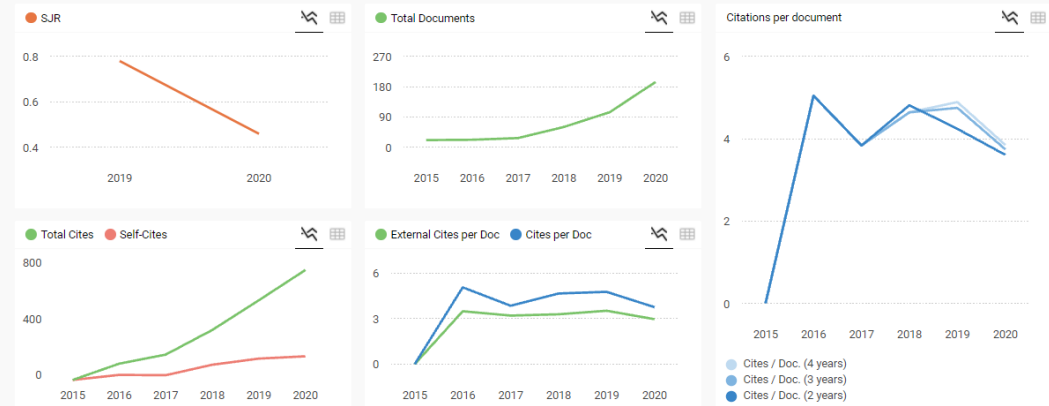 SJR
0.8
0.6
0.4
2019 2020
Total Documents
270
180
90
0
2015 2016 2017 2018 2019 2020
Citations per document
6
4
2
0
2015 2016 2017 2018 2019 2020
Cites / Doc. (4 years)
Cites / Doc. (3 years)
Cites / Doc. (2 years)
Total Cites Self-Cites
800
400
0
2015 2016 2017 2018 2019 2020
External Cites per Doc Cites per Doc
6
3
0
2015 2016 2017 2018 2019 2020